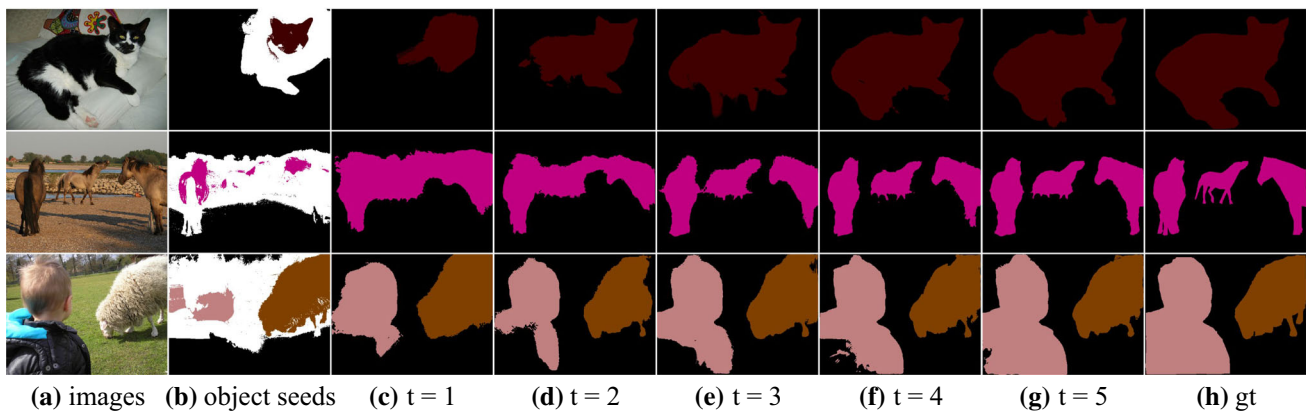 (a) images (b) object seeds (c) t = 1 (d) t = 2 (e) t = 3 (f) t = 4 (g) t = 5 (h) gt